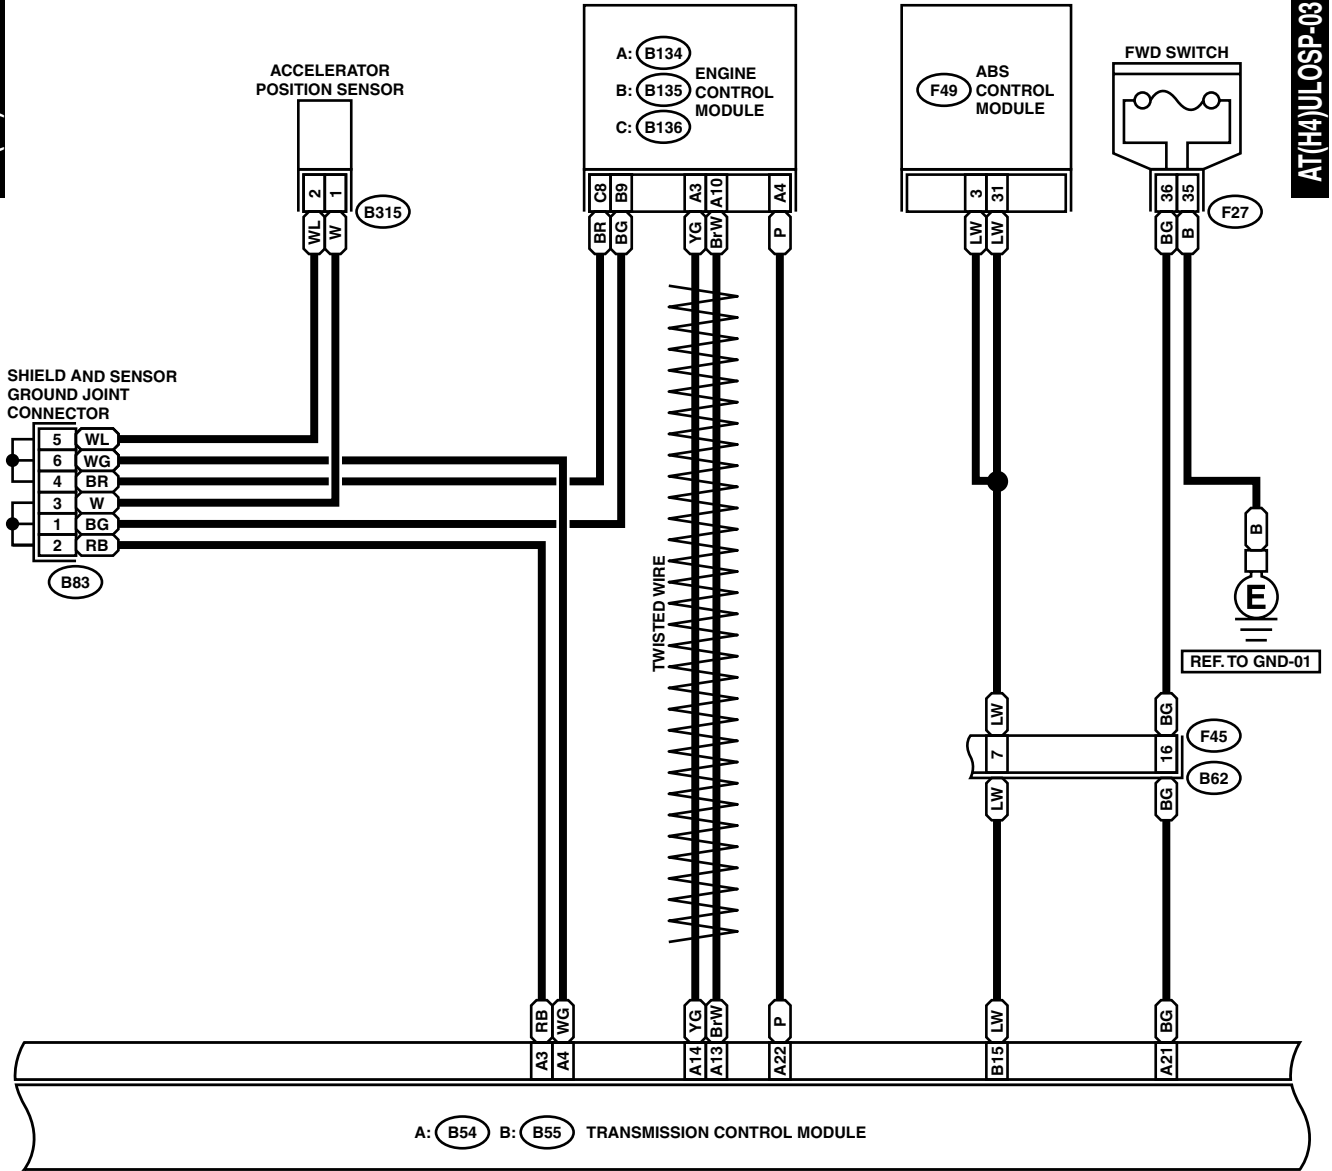 AT(H4)ULOSP-03
ACCELERATOR
POSITION SENSOR
2
1
B315
WL
W
A: B134
B: B135
C: B136
ENGINE
CONTROL
MODULE
C8
B9
A3
A10
A4
BR
BG
YG
BrW
P
F49
ABS
CONTROL
MODULE
3
31
LW
LW
FWD SWITCH
36
35
F27
BG
B
SHIELD AND SENSOR
GROUND JOINT
CONNECTOR
5 WL
6 WG
4 BR
3 W
1 BG
2 RB
B83
TWISTED WIRE
B
E
REF. TO GND-01
LW
BG
7
16
F45
B62
LW
BG
RB
WG
YG
BrW
P
LW
BG
A3
A4
A14
A13
A22
B15
A21
A: B54 B: B55 TRANSMISSION CONTROL MODULE